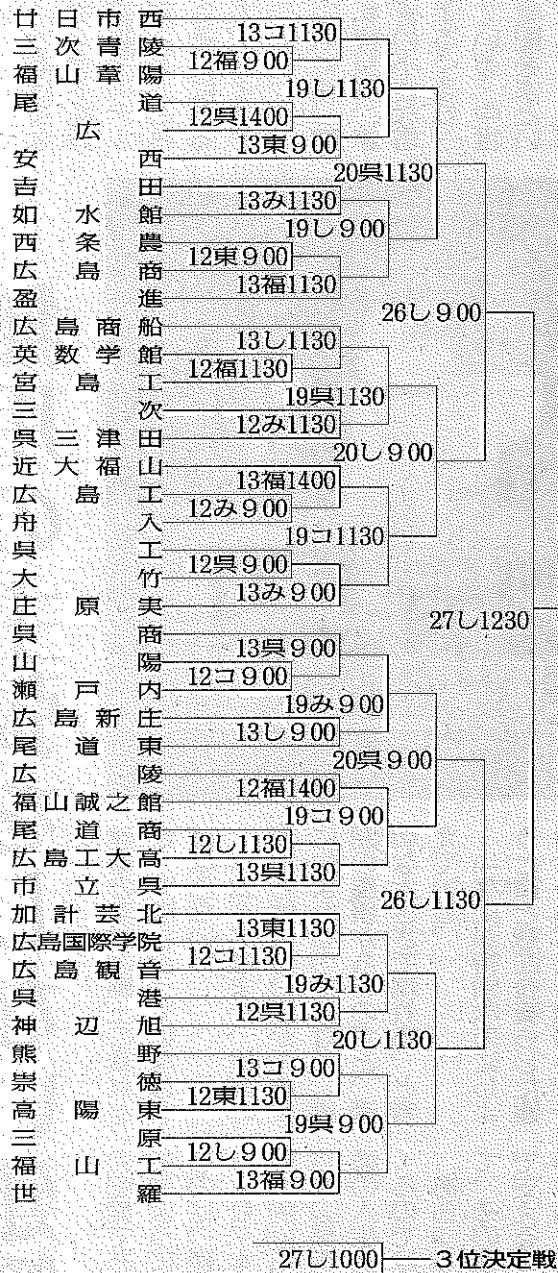 廿日市西
13コ1130
三次青陵
12福9 00
福山葦陽
19し1130
尾道
12呉1400
広
13東9 00
安西
20呉1130
吉田
13み1130
如水館
19し9 00
西条農
12東9 00
広島商
13福1130
盈進
26し9 00
広島商船
13し1130
英数学館
12福1130
宮島工
19呉1130
三次
12み1130
呉三津田
20し9 00
近大福山
13福1400
広島工
12み9 00
舟入
19コ1130
呉工
12呉9 00
大竹
13み9 00
庄原実
27し1230
呉商
13呉9 00
山陽
12コ9 00
瀬戸内
19み9 00
広島新庄
13し9 00
尾道東
20呉9 00
広陵
12福1400
福山誠之館
19コ9 00
尾道商
12し1130
広島工大高
13呉1130
市立呉
26し1130
加計芸北
13東1130
広島国際学院
12コ1130
広島観音
19み1130
呉港
12呉1130
神辺旭
20し1130
熊野
13コ9 00
崇徳
12東1130
高陽東
19呉9 00
三原
12し9 00
福山工
13福9 00
世羅
27し1000 3位決定戦